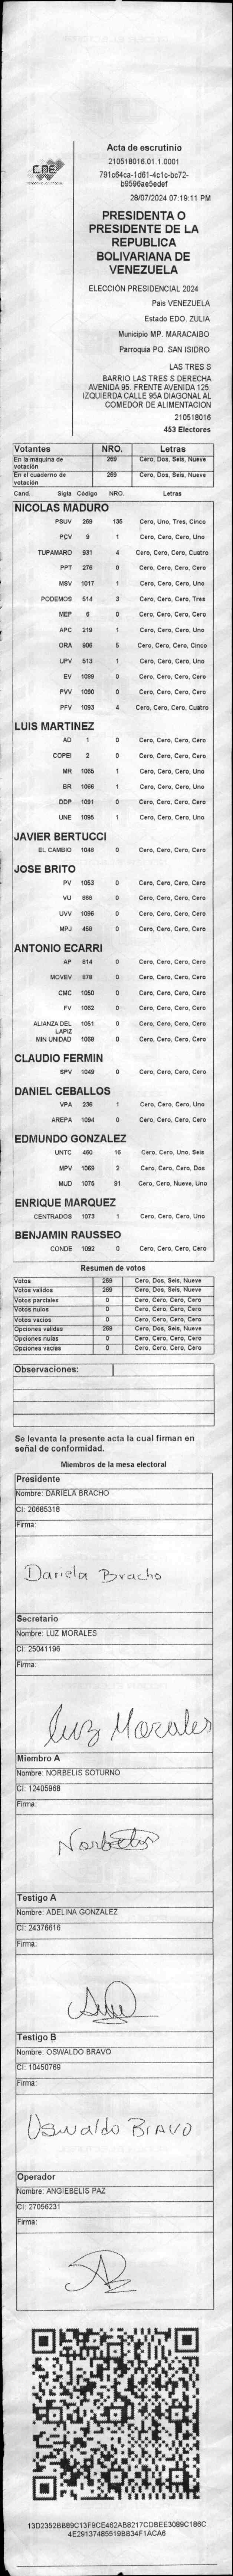 CNE
Acta de escrutinio
210518016.01.1.0001
791c64ca-1d61-4c1c-bc72-
b9596ae5edef
28/07/2024 07:19:11 PM
PRESIDENTA O
PRESIDENTE DE LA
REPUBLICA
BOLIVARIANA DE
VENEZUELA
ELECCIÓN PRESIDENCIAL 2024
Pais VENEZUELA
Estado EDO. ZULIA
Municipio MP. MARACAIBO
Parroquia PQ. SAN ISIDRO
LAS TRES S
BARRIO LAS TRES S DERECHA
AVENIDA 95. FRENTE AVENIDA 125.
IZQUIERDA CALLE 95A DIAGONAL AL
COMEDOR DE ALIMENTACION
210518016
453 Electores
Votantes NRO. Letras
En la máquina de votación 269 Cero, Dos, Seis, Nueve
En el cuaderno de votación 269 Cero, Dos, Seis, Nueve
Cand. Sigla Código NRO. Letras
NICOLAS MADURO
PSUV 269 135 Cero, Uno, Tres, Cinco
PCV 9 1 Cero, Cero, Cero, Uno
TUPAMARO 931 4 Cero, Cero, Cero, Cuatro
PPT 276 0 Cero, Cero, Cero, Cero
MSV 1017 1 Cero, Cero, Cero, Uno
PODEMOS 514 3 Cero, Cero, Cero, Tres
MEP 6 0 Cero, Cero, Cero, Cero
APC 219 1 Cero, Cero, Cero, Uno
ORA 906 5 Cero, Cero, Cero, Cinco
UPV 513 1 Cero, Cero, Cero, Uno
EV 1089 0 Cero, Cero, Cero, Cero
PVV 1090 0 Cero, Cero, Cero, Cero
PFV 1093 4 Cero, Cero, Cero, Cuatro
LUIS MARTINEZ
AD 1 0 Cero, Cero, Cero, Cero
COPEI 2 0 Cero, Cero, Cero, Cero
MR 1065 1 Cero, Cero, Cero, Uno
BR 1066 1 Cero, Cero, Cero, Uno
DDP 1091 0 Cero, Cero, Cero, Cero
UNE 1095 1 Cero, Cero, Cero, Uno
JAVIER BERTUCCI
EL CAMBIO 1048 0 Cero, Cero, Cero, Cero
JOSE BRITO
PV 1053 0 Cero, Cero, Cero, Cero
VU 868 0 Cero, Cero, Cero, Cero
UVV 1096 0 Cero, Cero, Cero, Cero
MPJ 458 0 Cero, Cero, Cero, Cero
ANTONIO ECARRI
AP 814 0 Cero, Cero, Cero, Cero
MOVEV 978 0 Cero, Cero, Cero, Cero
CMC 1050 0 Cero, Cero, Cero, Cero
FV 1062 0 Cero, Cero, Cero, Cero
ALIANZA DEL LAPIZ 1051 0 Cero, Cero, Cero, Cero
MIN UNIDAD 1068 0 Cero, Cero, Cero, Cero
CLAUDIO FERMIN
SPV 1049 0 Cero, Cero, Cero, Cero
DANIEL CEBALLOS
VPA 236 1 Cero, Cero, Cero, Uno
AREPA 1094 0 Cero, Cero, Cero, Cero
EDMUNDO GONZALEZ
UNTC 460 16 Cero, Cero, Uno, Seis
MPV 1069 2 Cero, Cero, Cero, Dos
MUD 1075 91 Cero, Cero, Nueve, Uno
ENRIQUE MARQUEZ
CENTRADOS 1073 1 Cero, Cero, Cero, Uno
BENJAMIN RAUSSEO
CONDE 1092 0 Cero, Cero, Cero, Cero
Resumen de votos
Votos 269 Cero, Dos, Seis, Nueve
Votos validos 269 Cero, Dos, Seis, Nueve
Votos parciales 0 Cero, Cero, Cero, Cero
Votos nulos 0 Cero, Cero, Cero, Cero
Votos vacios 0 Cero, Cero, Cero, Cero
Opciones validas 269 Cero, Dos, Seis, Nueve
Opciones nulas 0 Cero, Cero, Cero, Cero
Opciones vacias 0 Cero, Cero, Cero, Cero
Observaciones:
Se levanta la presente acta la cual firman en
señal de conformidad.
Miembros de la mesa electoral
Presidente
Nombre: DARIELA BRACHO
CI: 20685318
Firma:
Dariela Bracho
Secretario
Nombre: LUZ MORALES
CI: 25041196
Firma:
Luz Morales
Miembro A
Nombre: NORBELIS SOTURNO
CI: 12405968
Firma:
Testigo A
Nombre: ADELINA GONZALEZ
CI: 24376616
Firma:
Testigo B
Nombre: OSWALDO BRAVO
CI: 10450769
Firma:
Oswaldo BRAVO
Operador
Nombre: ANGIEBELIS PAZ
CI: 27056231
Firma:
13D2352BB89C13F9CE462AB8217CDBEE3089C186C
4E29137485519BB34F1ACA6